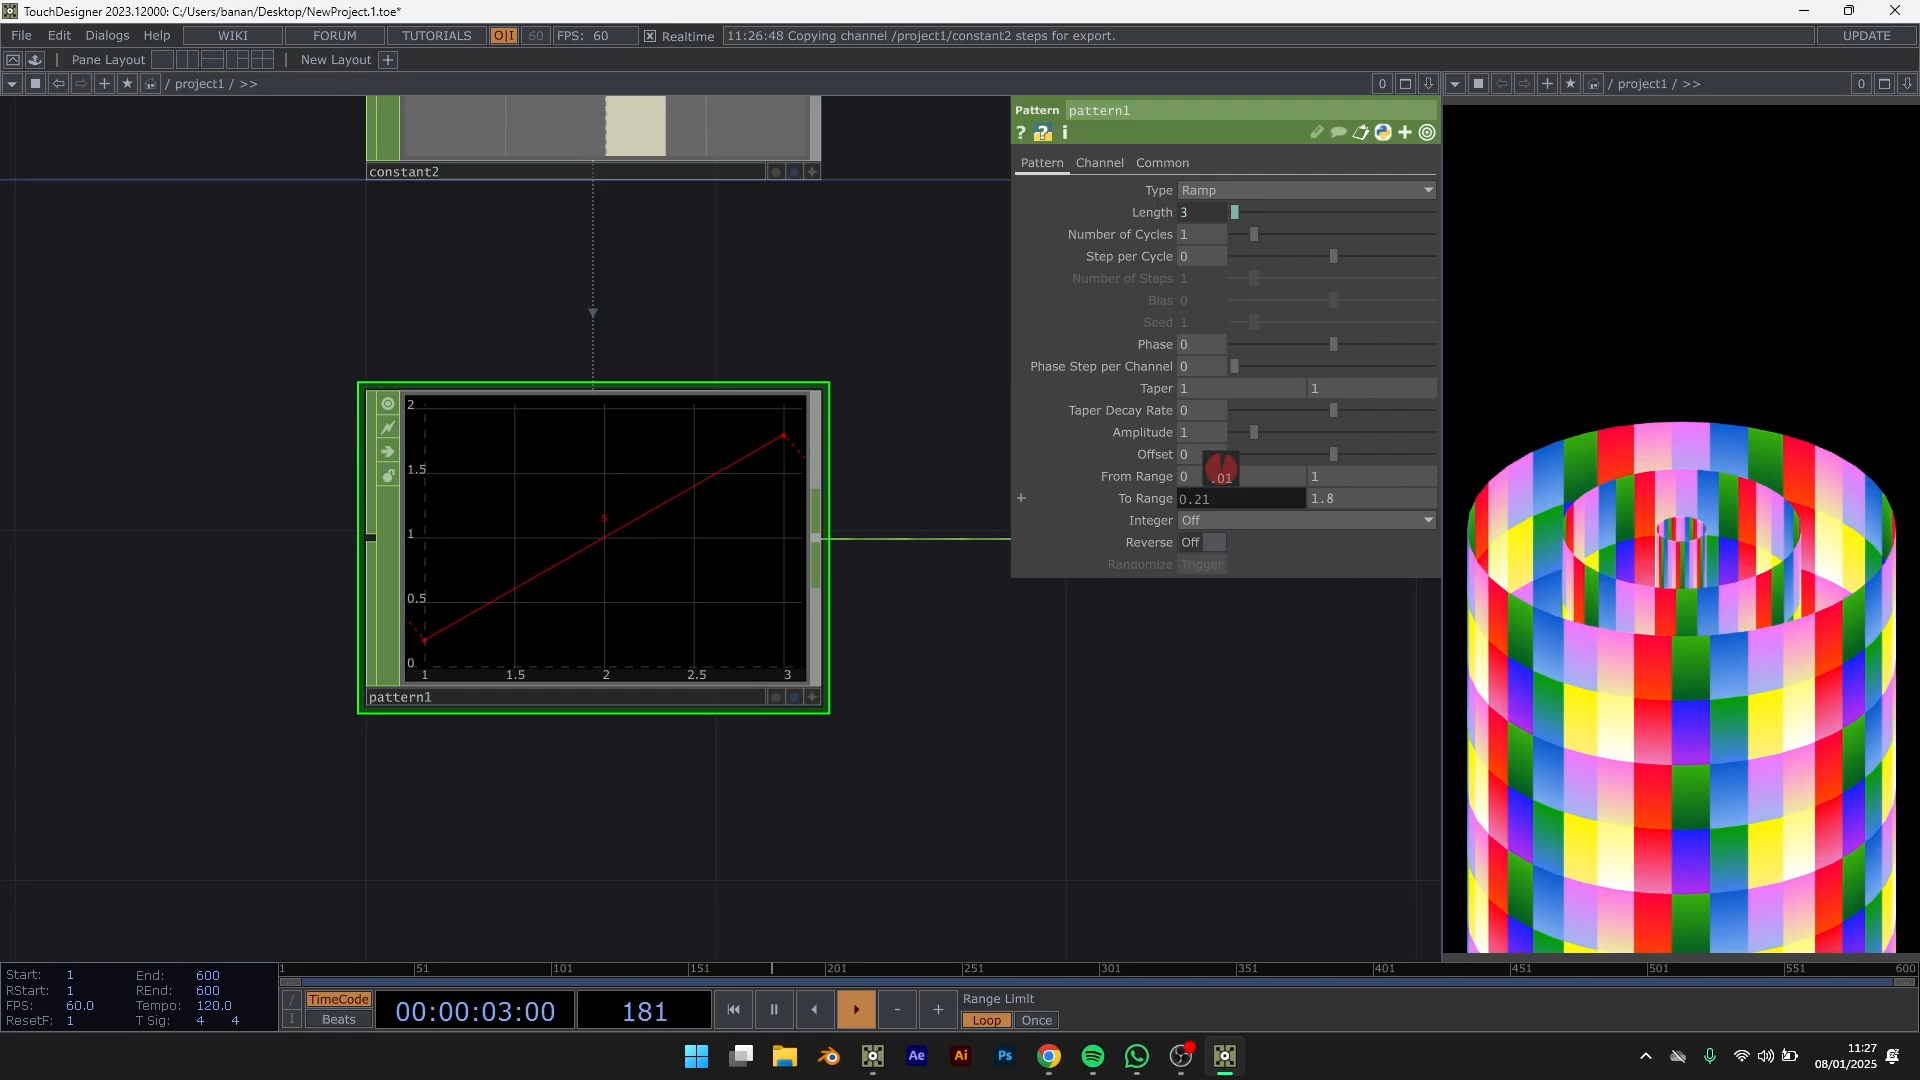 TouchDesigner 2023.12000: C:/Users/banan/Desktop/NewProject.1.toe*
File Edit Dialogs Help WIKI FORUM TUTORIALS O|I 60 FPS: 60 Realtime 11:26:48 Copying channel /project1/constant2 steps for export. UPDATE
Pane Layout New Layout +
/ project1 / >> 0 / project1 / >> 0
constant2
Pattern pattern1
? ? i
Pattern Channel Common
Type Ramp
Length 3
Number of Cycles 1
Step per Cycle 0
Number of Steps 1
Bias 0
Seed 1
Phase 0
Phase Step per Channel 0
Taper 1 1
Taper Decay Rate 0
Amplitude 1
Offset 0
From Range 0 .01 1
+ To Range 0.21 1.8
Integer Off
Reverse Off
Randomize Trigger
2
1.5
s
1
0.5
0
1 1.5 2 2.5 3
pattern1
1 51 101 151 201 251 301 351 401 451 501 551 600
Start: 1 End: 600
RStart: 1 REnd: 600
FPS: 60.0 Tempo: 120.0
ResetF: 1 T Sig: 4 4
/ TimeCode
I Beats
00:00:03:00 181 - +
Range Limit
Loop Once
Ae Ai Ps
11:27
08/01/2025